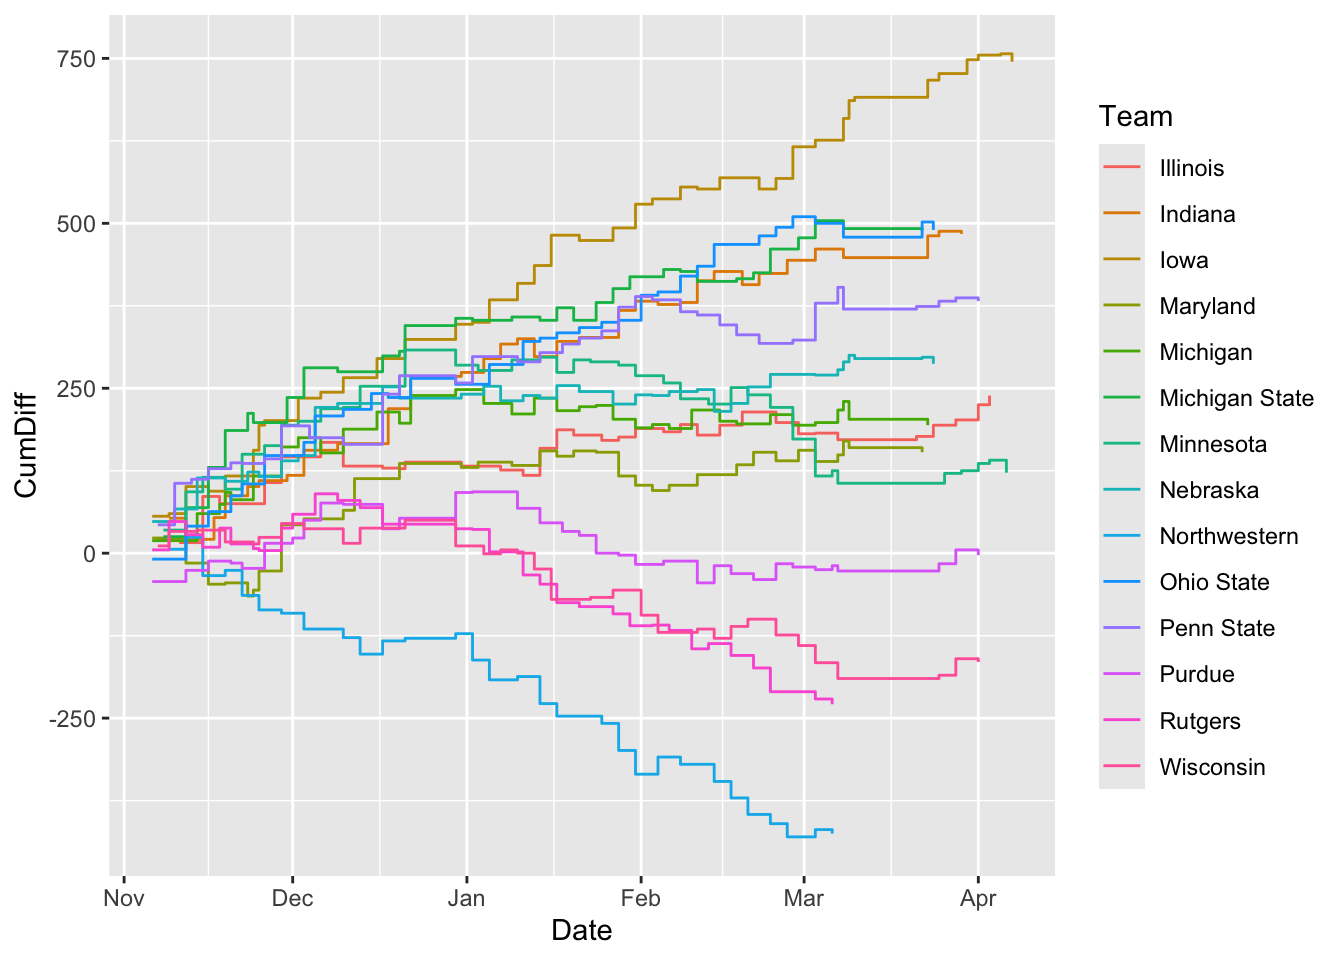 750
500
250
0
-250
CumDiff
Nov
Dec
Jan
Feb
Mar
Apr
Date
Team
Illinois
Indiana
Iowa
Maryland
Michigan
Michigan State
Minnesota
Nebraska
Northwestern
Ohio State
Penn State
Purdue
Rutgers
Wisconsin